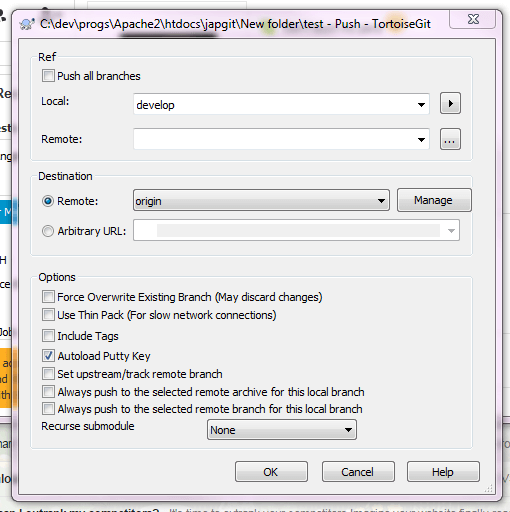 C:\dev\progs\Apache2\htdocs\japgit\New folder\test - Push - TortoiseGit
Ref
Push all branches
Local:
develop
Remote:
...
Destination
Remote:
origin
Manage
Arbitrary URL:
Options
Force Overwrite Existing Branch (May discard changes)
Use Thin Pack (For slow network connections)
Include Tags
Autoload Putty Key
Set upstream/track remote branch
Always push to the selected remote archive for this local branch
Always push to the selected remote branch for this local branch
Recurse submodule
None
OK
Cancel
Help